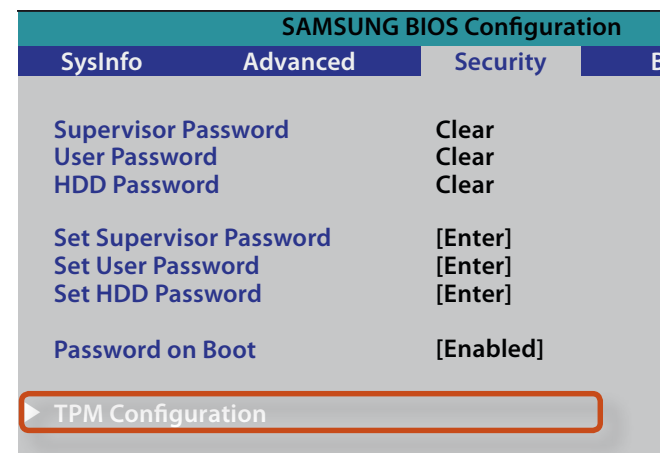 SAMSUNG BIOS Configuration
SysInfo Advanced Security B
Supervisor Password Clear
User Password Clear
HDD Password Clear
Set Supervisor Password [Enter]
Set User Password [Enter]
Set HDD Password [Enter]
Password on Boot [Enabled]
TPM Configuration